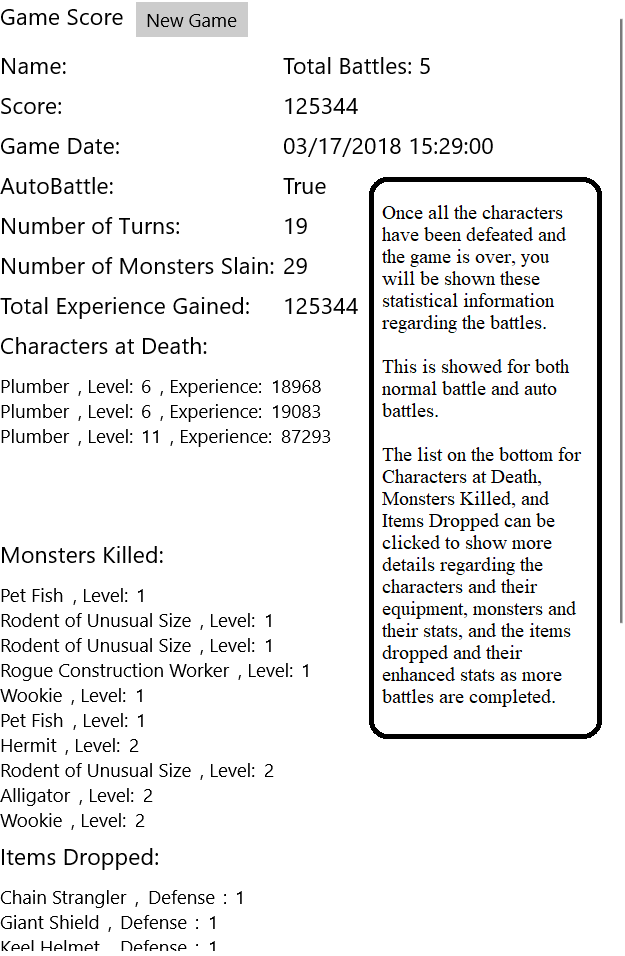 Game Score
New Game
Name: Total Battles: 5
Score: 125344
Game Date: 03/17/2018 15:29:00
AutoBattle: True
Number of Turns: 19
Number of Monsters Slain: 29
Total Experience Gained: 125344
Characters at Death:
Plumber , Level: 6 , Experience: 18968
Plumber , Level: 6 , Experience: 19083
Plumber , Level: 11 , Experience: 87293
Monsters Killed:
Pet Fish , Level: 1
Rodent of Unusual Size , Level: 1
Rodent of Unusual Size , Level: 1
Rogue Construction Worker , Level: 1
Wookie , Level: 1
Pet Fish , Level: 1
Hermit , Level: 2
Rodent of Unusual Size , Level: 2
Alligator , Level: 2
Wookie , Level: 2
Items Dropped:
Chain Strangler , Defense : 1
Giant Shield , Defense : 1
Keel Helmet , Defense : 1
Once all the characters
have been defeated and
the game is over, you
will be shown these
statistical information
regarding the battles.
This is showed for both
normal battle and auto
battles.
The list on the bottom for
Characters at Death,
Monsters Killed, and
Items Dropped can be
clicked to show more
details regarding the
characters and their
equipment, monsters and
their stats, and the items
dropped and their
enhanced stats as more
battles are completed.